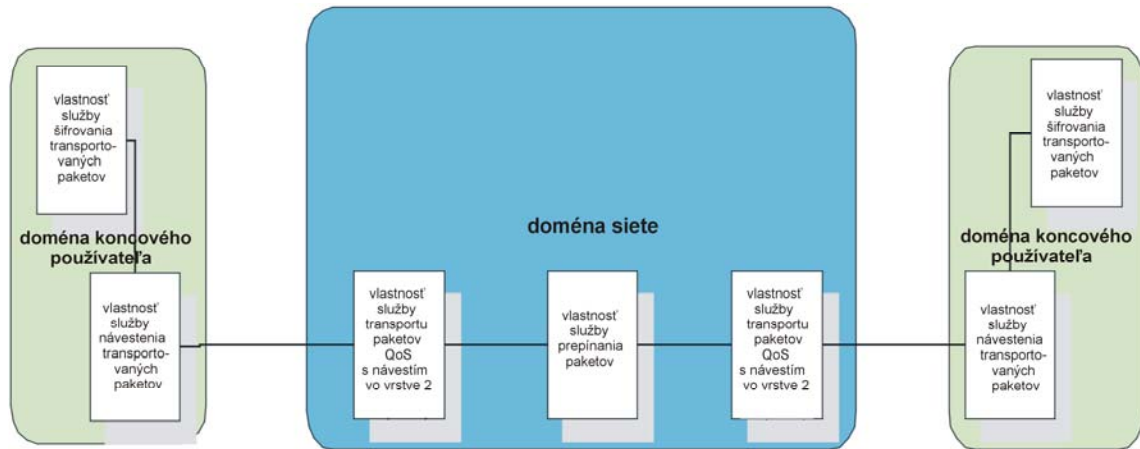 vlastnosť
služby
šifrovania
transporto-
vaných
paketov
doména koncového
používateľa
vlastnosť
služby
návestenia
transporto-
vaných
paketov
doména siete
vlastnosť
služby
transportu
paketov
QoS
s návestím
vo vrstve 2
vlastnosť
služby
prepínania
paketov
vlastnosť
služby
transportu
paketov
QoS
s návestím
vo vrstve 2
vlastnosť
služby
šifrovania
transporto-
vaných
paketov
doména koncového
používateľa
vlastnosť
služby
návestenia
transporto-
vaných
paketov